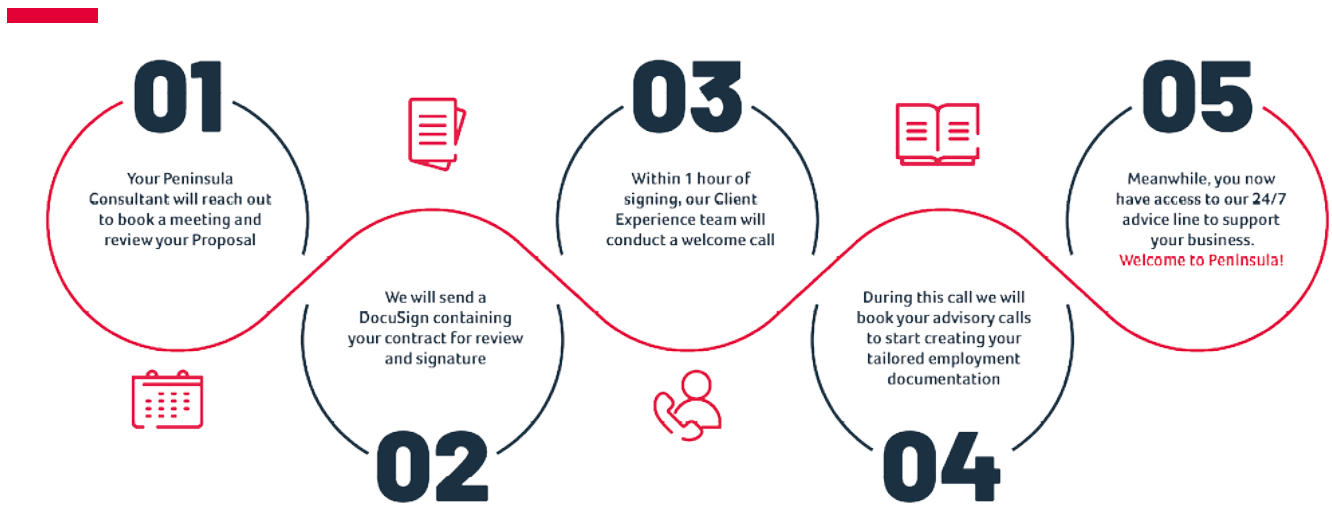 01
Your Peninsula
Consultant will reach out
to book a meeting and
review your Proposal
02
We will send a
DocuSign containing
your contract for review
and signature
03
Within 1 hour of
signing, our Client
Experience team will
conduct a welcome call
04
During this call we will
book your advisory calls
to start creating your
tailored employment
documentation
05
Meanwhile, you now
have access to our 24/7
advice line to support
your business.
Welcome to Peninsula!